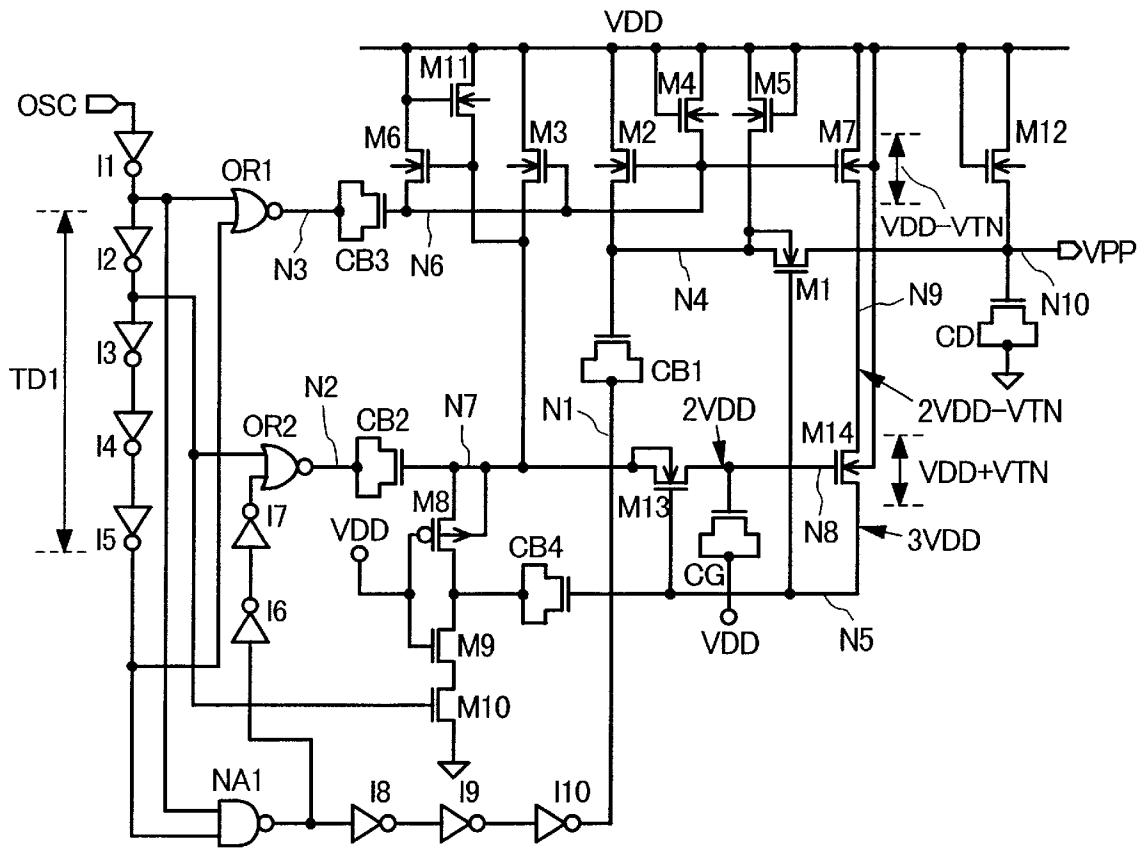 VDD
OSC
M11
M4
M5
I1
OR1
M6
M3
M2
M7
M12
VDD–VTN
I2
N3
CB3
N6
N4
M1
VPP
N9
N10
I3
TD1
CB1
CD
N2
CB2
N7
N1
2VDD
2VDD–VTN
I4
OR2
M14
VDD+VTN
M13
N8
I5
I7
VDD
M8
CB4
CG
3VDD
I6
M9
VDD
N5
M10
NA1
I8
I9
I10